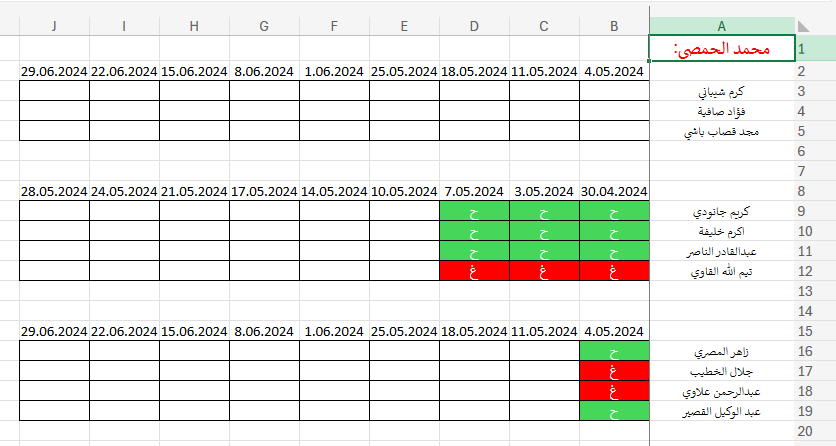 A B C D E F G H I J
1 محمد الحمصي:
2 4.05.2024 11.05.2024 18.05.2024 25.05.2024 1.06.2024 8.06.2024 15.06.2024 22.06.2024 29.06.2024
3 كرم شيباني
4 فؤاد صافية
5 مجد قصاب باشي
6
7
8 30.04.2024 3.05.2024 7.05.2024 10.05.2024 14.05.2024 17.05.2024 21.05.2024 24.05.2024 28.05.2024
9 كريم جانودي ح ح ح
10 اكرم خليفة ح ح ح
11 عبدالقادر الناصر ح ح ح
12 تيم الله القاوي غ غ غ
13
14
15 4.05.2024 11.05.2024 18.05.2024 25.05.2024 1.06.2024 8.06.2024 15.06.2024 22.06.2024 29.06.2024
16 زاهر المصري ح
17 جلال الخطيب غ
18 عبدالرحمن علاوي غ
19 عبد الوكيل القصير ح
20